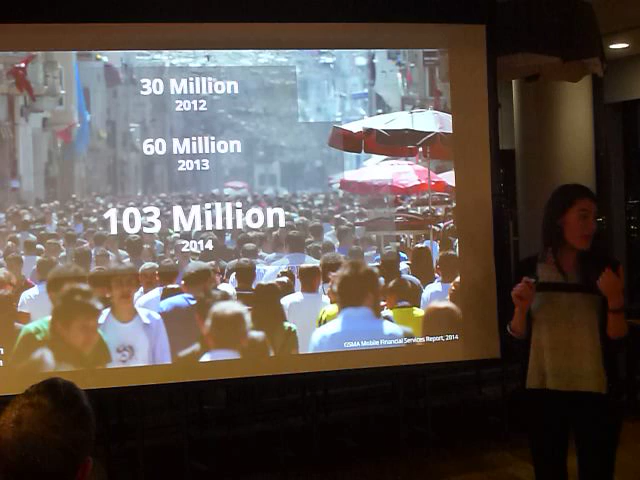 30 Million
2012
60 Million
2013
103 Million
2014
GSMA Mobile Financial Services Report, 2014